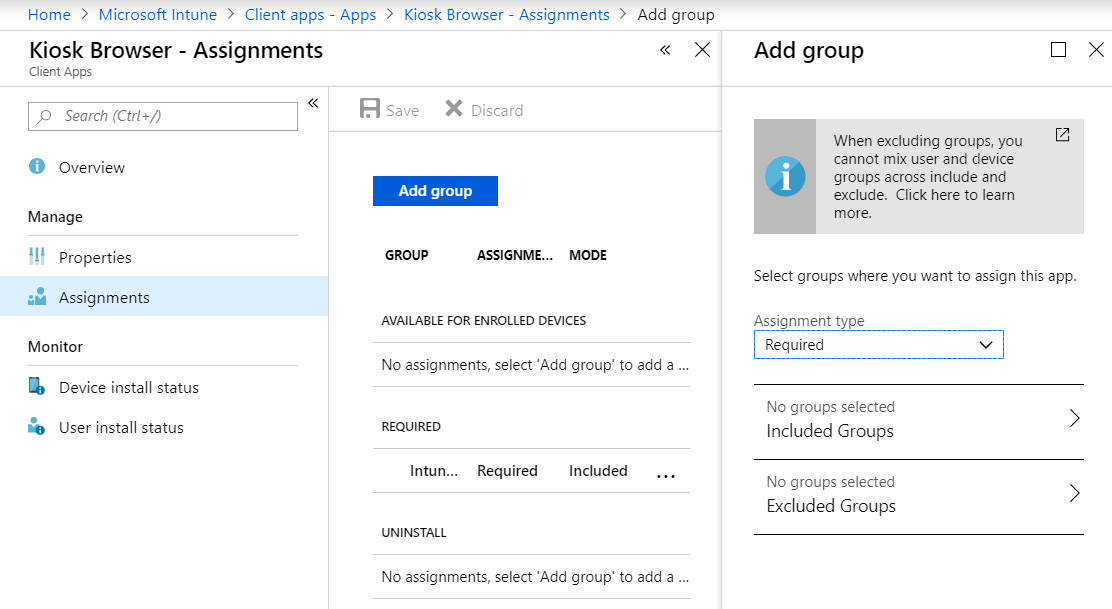 Home > Microsoft Intune > Client apps - Apps > Kiosk Browser - Assignments > Add group
Kiosk Browser - Assignments
Client Apps
Search (Ctrl+/)
Overview
Manage
Properties
Assignments
Monitor
Device install status
User install status
Save Discard
Add group
GROUP ASSIGNME... MODE
AVAILABLE FOR ENROLLED DEVICES
No assignments, select 'Add group' to add a ...
REQUIRED
Intun... Required Included ...
UNINSTALL
No assignments, select 'Add group' to add a ...
Add group
When excluding groups, you
cannot mix user and device
groups across include and
exclude. Click here to learn
more.
Select groups where you want to assign this app.
Assignment type
Required
No groups selected
Included Groups
No groups selected
Excluded Groups